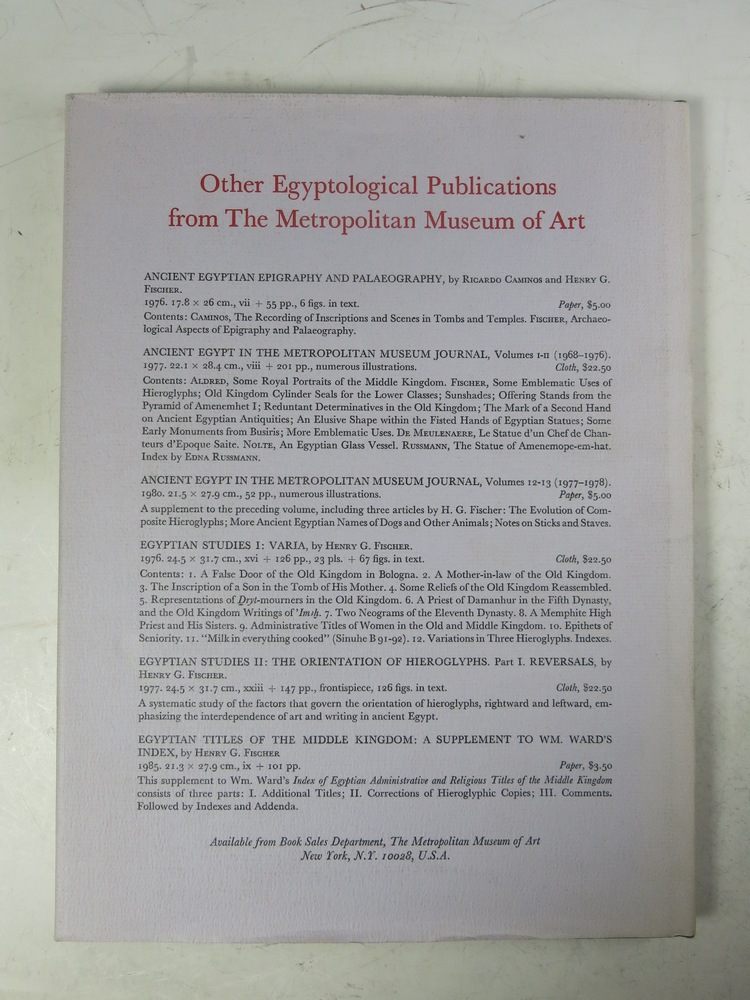 Other Egyptological Publications
from The Metropolitan Museum of Art
ANCIENT EGYPTIAN EPIGRAPHY AND PALAEOGRAPHY, by Ricardo Caminos and Henry G.
Fischer.
1976. 17.8 × 26 cm., vii + 55 pp., 6 figs. in text. Paper, $5.00
Contents: Caminos, The Recording of Inscriptions and Scenes in Tombs and Temples. Fischer, Archaeo-
logical Aspects of Epigraphy and Palaeography.
ANCIENT EGYPT IN THE METROPOLITAN MUSEUM JOURNAL, Volumes 1-11 (1968-1976).
1977. 22.1 × 28.4 cm., viii + 201 pp., numerous illustrations. Cloth, $22.50
Contents: Aldred, Some Royal Portraits of the Middle Kingdom. Fischer, Some Emblematic Uses of
Hieroglyphs; Old Kingdom Cylinder Seals for the Lower Classes; Sunshades; Offering Stands from the
Pyramid of Amenemhet I; Reduntant Determinatives in the Old Kingdom; The Mark of a Second Hand
on Ancient Egyptian Antiquities; An Elusive Shape within the Fisted Hands of Egyptian Statues; Some
Early Monuments from Busiris; More Emblematic Uses. De Meulenaere, Le Statue d'un Chef de Chan-
teurs d'Epoque Saite. Nolte, An Egyptian Glass Vessel. Russmann, The Statue of Amenemope-em-hat.
Index by Edna Russmann.
ANCIENT EGYPT IN THE METROPOLITAN MUSEUM JOURNAL, Volumes 12-13 (1977-1978).
1980. 21.5 × 27.9 cm., 52 pp., numerous illustrations. Paper, $5.00
A supplement to the preceding volume, including three articles by H. G. Fischer: The Evolution of Com-
posite Hieroglyphs; More Ancient Egyptian Names of Dogs and Other Animals; Notes on Sticks and Staves.
EGYPTIAN STUDIES I: VARIA, by Henry G. Fischer.
1976. 24.5 × 31.7 cm., xvi + 126 pp., 23 pls. + 67 figs. in text. Cloth, $22.50
Contents: 1. A False Door of the Old Kingdom in Bologna. 2. A Mother-in-law of the Old Kingdom.
3. The Inscription of a Son in the Tomb of His Mother. 4. Some Reliefs of the Old Kingdom Reassembled.
5. Representations of Ḏryt-mourners in the Old Kingdom. 6. A Priest of Damanhur in the Fifth Dynasty,
and the Old Kingdom Writings of 'Imꜣḫ. 7. Two Neograms of the Eleventh Dynasty. 8. A Memphite High
Priest and His Sisters. 9. Administrative Titles of Women in the Old and Middle Kingdom. 10. Epithets of
Seniority. 11. "Milk in everything cooked" (Sinuhe B 91-92). 12. Variations in Three Hieroglyphs. Indexes.
EGYPTIAN STUDIES II: THE ORIENTATION OF HIEROGLYPHS. Part I. REVERSALS, by
Henry G. Fischer.
1977. 24.5 × 31.7 cm., xxiii + 147 pp., frontispiece, 126 figs. in text. Cloth, $22.50
A systematic study of the factors that govern the orientation of hieroglyphs, rightward and leftward, em-
phasizing the interdependence of art and writing in ancient Egypt.
EGYPTIAN TITLES OF THE MIDDLE KINGDOM: A SUPPLEMENT TO WM. WARD'S
INDEX, by Henry G. Fischer
1985. 21.3 × 27.9 cm., ix + 101 pp. Paper, $3.50
This supplement to Wm. Ward's Index of Egyptian Administrative and Religious Titles of the Middle Kingdom
consists of three parts: I. Additional Titles; II. Corrections of Hieroglyphic Copies; III. Comments.
Followed by Indexes and Addenda.
Available from Book Sales Department, The Metropolitan Museum of Art
New York, N.Y. 10028, U.S.A.